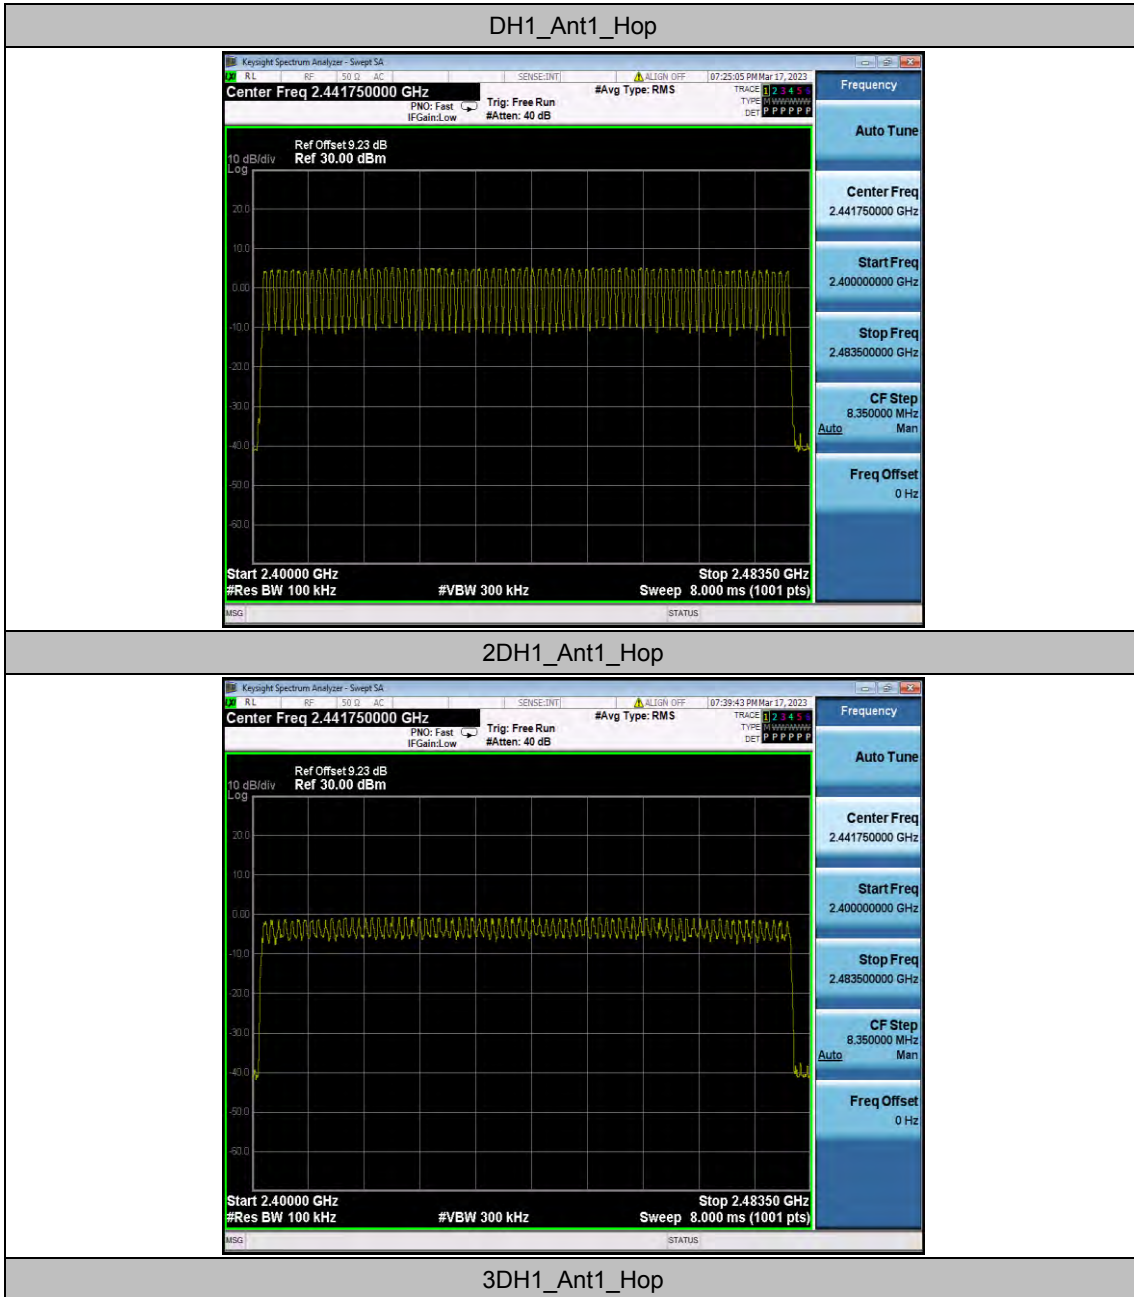 DH1_Ant1_Hop
Keysight Spectrum Analyzer - Swept SA
RL RF 50 Ω AC SENSE:INT ALIGN OFF 07:25:05 PM Mar 17, 2023
Center Freq 2.441750000 GHz #Avg Type: RMS TRACE 1 2 3 4 5 6
PNO: Fast Trig: Free Run TYPE M WWWWW
IFGain:Low #Atten: 40 dB DET P P P P P P
Frequency
Auto Tune
Ref Offset 9.23 dB
10 dB/div Ref 30.00 dBm
Log
20.0
10.0
0.00
-10.0
-20.0
-30.0
-40.0
-50.0
-60.0
Center Freq
2.441750000 GHz
Start Freq
2.400000000 GHz
Stop Freq
2.483500000 GHz
CF Step
8.350000 MHz
Auto Man
Freq Offset
0 Hz
Start 2.40000 GHz Stop 2.48350 GHz
#Res BW 100 kHz #VBW 300 kHz Sweep 8.000 ms (1001 pts)
MSG STATUS
2DH1_Ant1_Hop
Keysight Spectrum Analyzer - Swept SA
RL RF 50 Ω AC SENSE:INT ALIGN OFF 07:39:43 PM Mar 17, 2023
Center Freq 2.441750000 GHz #Avg Type: RMS TRACE 1 2 3 4 5 6
PNO: Fast Trig: Free Run TYPE M WWWWW
IFGain:Low #Atten: 40 dB DET P P P P P P
Frequency
Auto Tune
Ref Offset 9.23 dB
10 dB/div Ref 30.00 dBm
Log
20.0
10.0
0.00
-10.0
-20.0
-30.0
-40.0
-50.0
-60.0
Center Freq
2.441750000 GHz
Start Freq
2.400000000 GHz
Stop Freq
2.483500000 GHz
CF Step
8.350000 MHz
Auto Man
Freq Offset
0 Hz
Start 2.40000 GHz Stop 2.48350 GHz
#Res BW 100 kHz #VBW 300 kHz Sweep 8.000 ms (1001 pts)
MSG STATUS
3DH1_Ant1_Hop